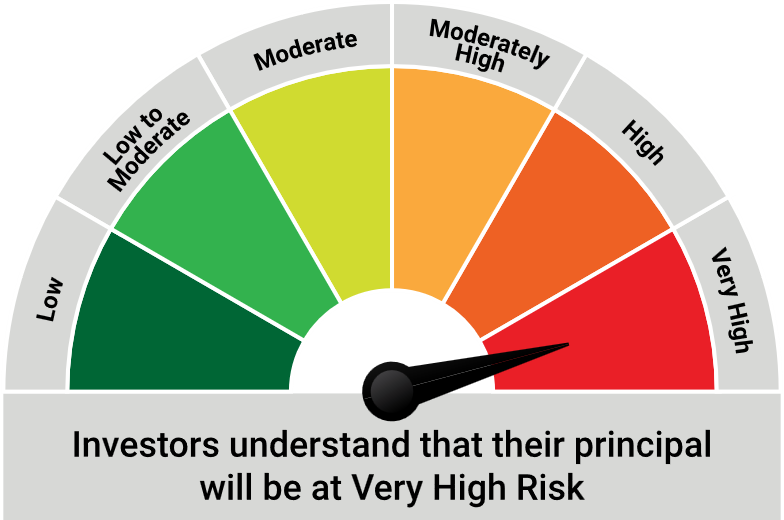 Low
Low to
Moderate
Moderate
Moderately
High
High
Very High
Investors understand that their principal
will be at Very High Risk